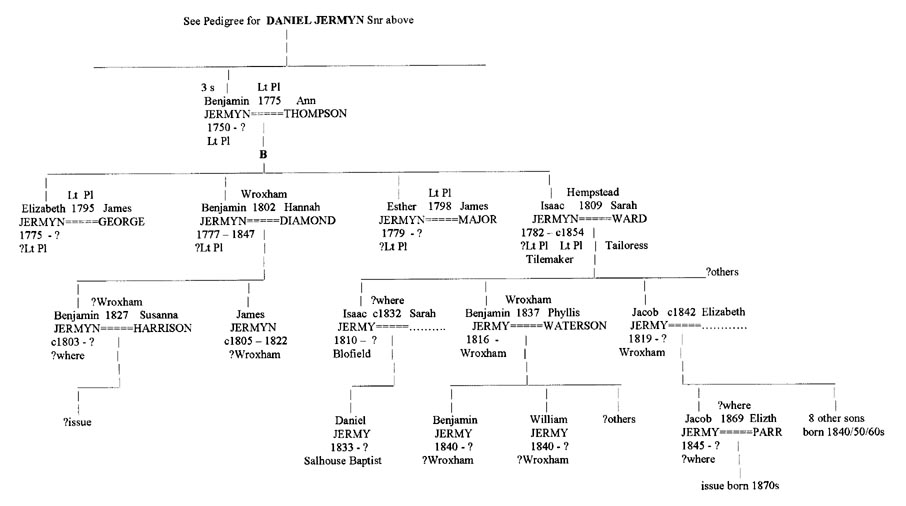 See Pedigree for DANIEL JERMYN Snr above
3 s Lt Pl
Benjamin 1775 Ann
JERMYN=====THOMPSON
1750 - ?
Lt Pl
B
Lt Pl
Elizabeth 1795 James
JERMYN=====GEORGE
1775 - ?
?Lt Pl
Wroxham
Benjamin 1802 Hannah
JERMYN=====DIAMOND
1777 – 1847
?Lt Pl
Lt Pl
Esther 1798 James
JERMYN=====MAJOR
1779 - ?
?Lt Pl
Hempstead
Isaac 1809 Sarah
JERMYN=====WARD
1782 – c1854
?Lt Pl Lt Pl Tailoress
Tilemaker
?others
?Wroxham
Benjamin 1827 Susanna
JERMYN=====HARRISON
c1803 - ?
?where
James
JERMYN
c1805 – 1822
?Wroxham
?where
Isaac c1832 Sarah
JERMY=====..........
1810 – ?
Blofield
Wroxham
Benjamin 1837 Phyllis
JERMY=====WATERSON
1816 -
Wroxham
Jacob c1842 Elizabeth
JERMY=====............
1819 - ?
Wroxham
?issue
Daniel
JERMY
1833 - ?
Salhouse Baptist
Benjamin
JERMY
1840 - ?
?Wroxham
William
JERMY
1840 - ?
?Wroxham
?others
?where
Jacob 1869 Elizth
JERMY=====PARR
1845 - ?
?where
8 other sons
born 1840/50/60s
issue born 1870s